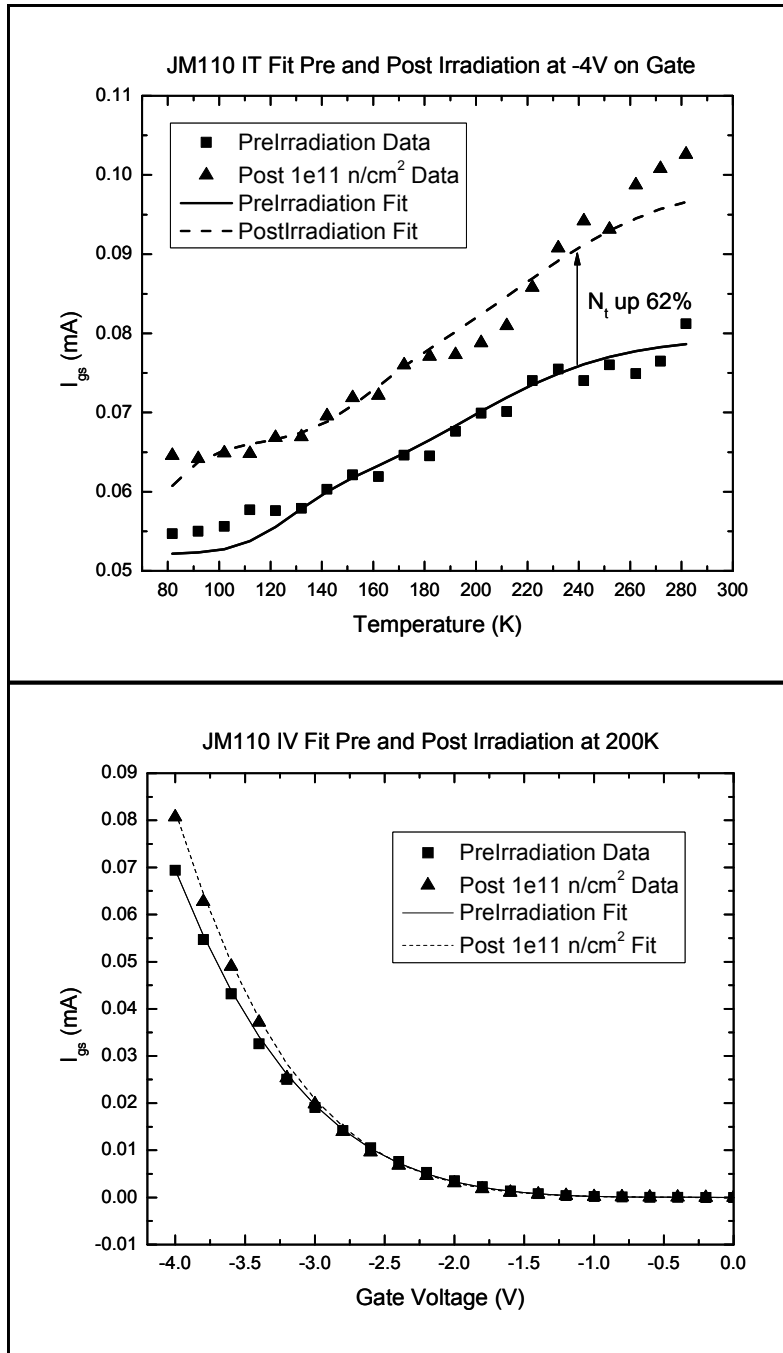 JM110 IT Fit Pre and Post Irradiation at -4V on Gate
0.11
0.10
0.09
0.08
0.07
0.06
0.05
I_gs (mA)
PreIrradiation Data
Post 1e11 n/cm² Data
PreIrradiation Fit
PostIrradiation Fit
N_t up 62%
80 100 120 140 160 180 200 220 240 260 280 300
Temperature (K)
JM110 IV Fit Pre and Post Irradiation at 200K
0.09
0.08
0.07
0.06
0.05
0.04
0.03
0.02
0.01
0.00
-0.01
I_gs (mA)
PreIrradiation Data
Post 1e11 n/cm² Data
PreIrradiation Fit
Post 1e11 n/cm² Fit
-4.0 -3.5 -3.0 -2.5 -2.0 -1.5 -1.0 -0.5 0.0
Gate Voltage (V)